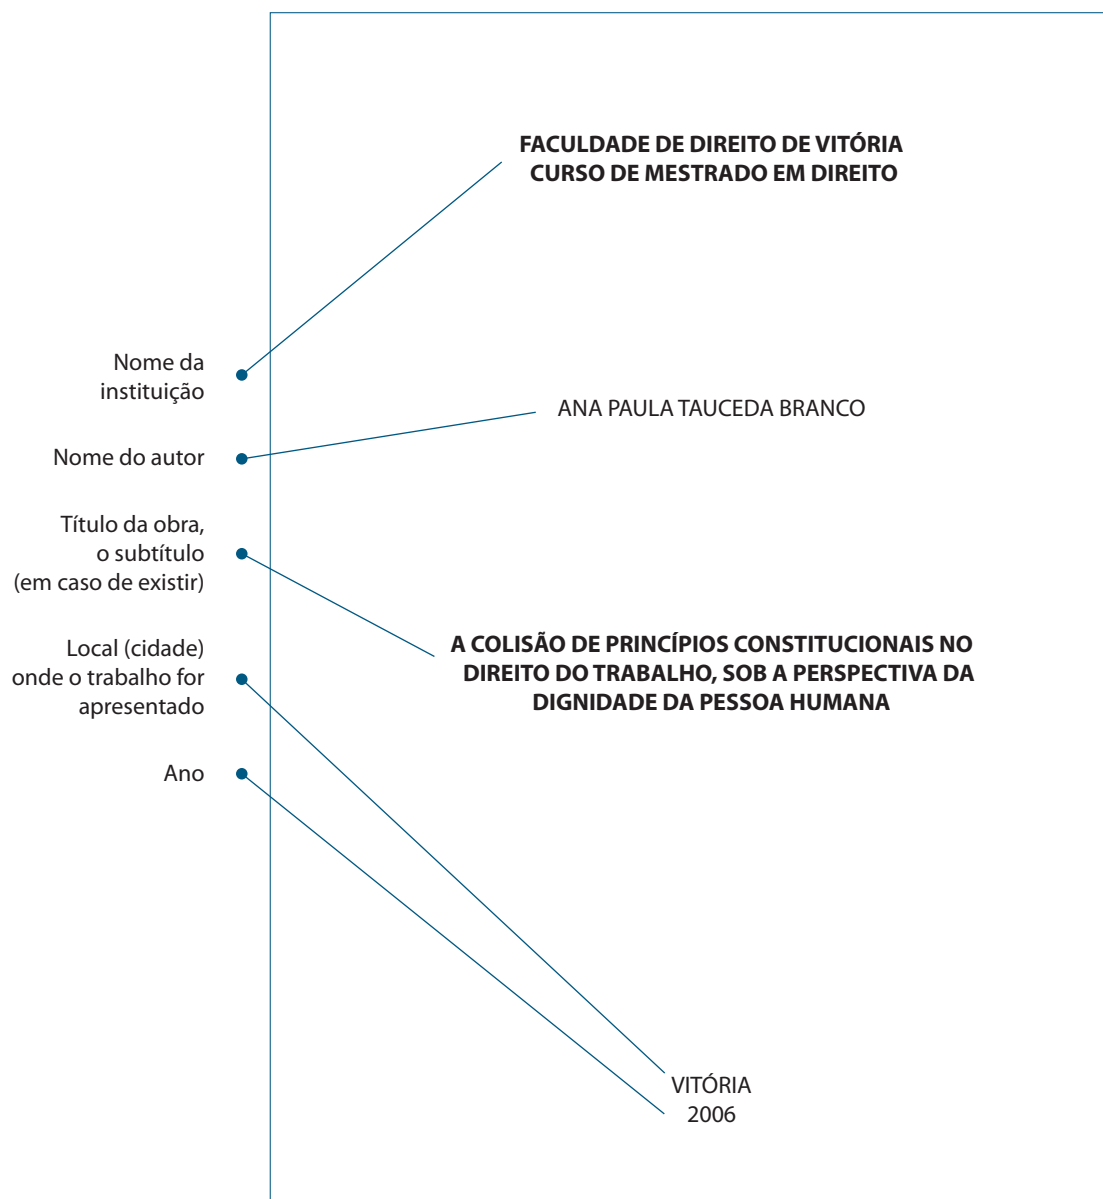 FACULDADE DE DIREITO DE VITÓRIA
CURSO DE MESTRADO EM DIREITO
Nome da
instituição
ANA PAULA TAUCEDA BRANCO
Nome do autor
Título da obra,
o subtítulo
(em caso de existir)
Local (cidade)
onde o trabalho for
apresentado
A COLISÃO DE PRINCÍPIOS CONSTITUCIONAIS NO
DIREITO DO TRABALHO, SOB A PERSPECTIVA DA
DIGNIDADE DA PESSOA HUMANA
Ano
VITÓRIA
2006